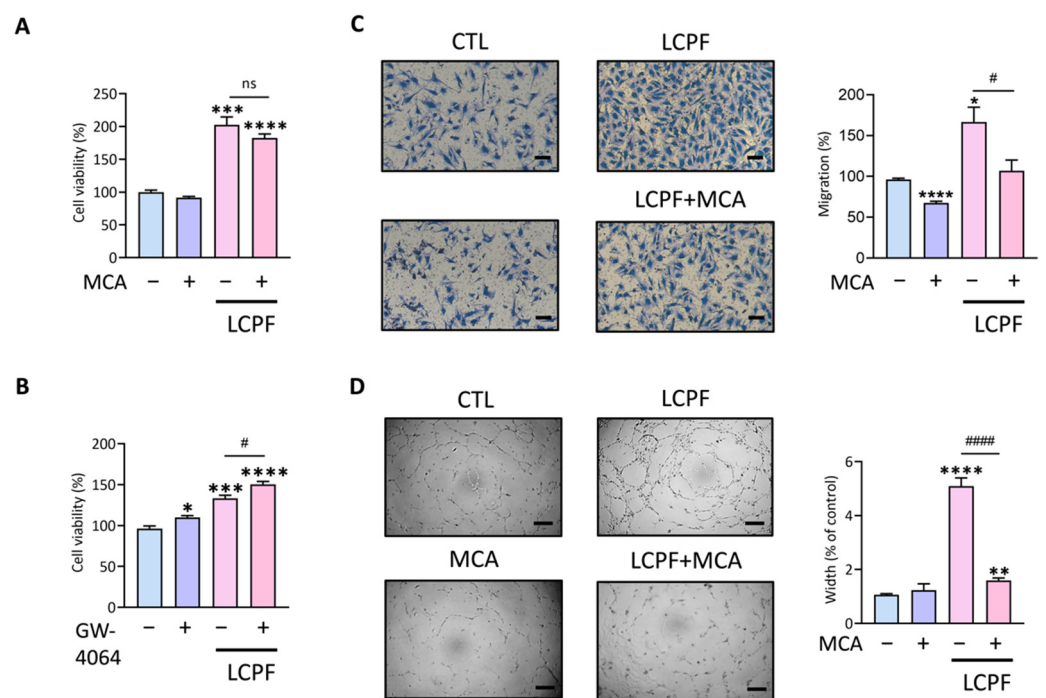 A
ns
***
****
Cell viability (%)
250
200
150
100
50
0
MCA − + − +
LCPF
B
#
*
***
****
Cell viability (%)
200
150
100
50
0
GW-
4064
− + − +
LCPF
C
CTL
LCPF
LCPF+MCA
#
*
****
Migration (%)
200
150
100
50
0
MCA − + − +
LCPF
D
CTL
LCPF
MCA
LCPF+MCA
####
****
**
Width (% of control)
6
4
2
0
MCA − + − +
LCPF